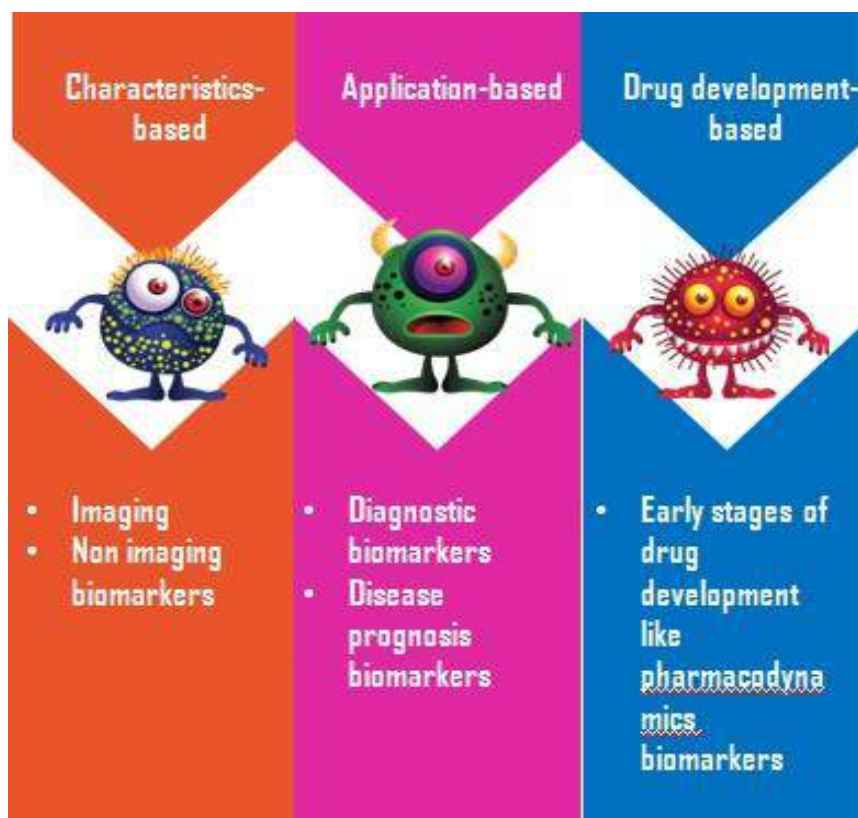 Characteristics-
based
Application-based
Drug development-
based
• Imaging
• Non imaging
biomarkers
• Diagnostic
biomarkers
• Disease
prognosis
biomarkers
• Early stages of
drug
development
like
pharmacodyna
mics
biomarkers